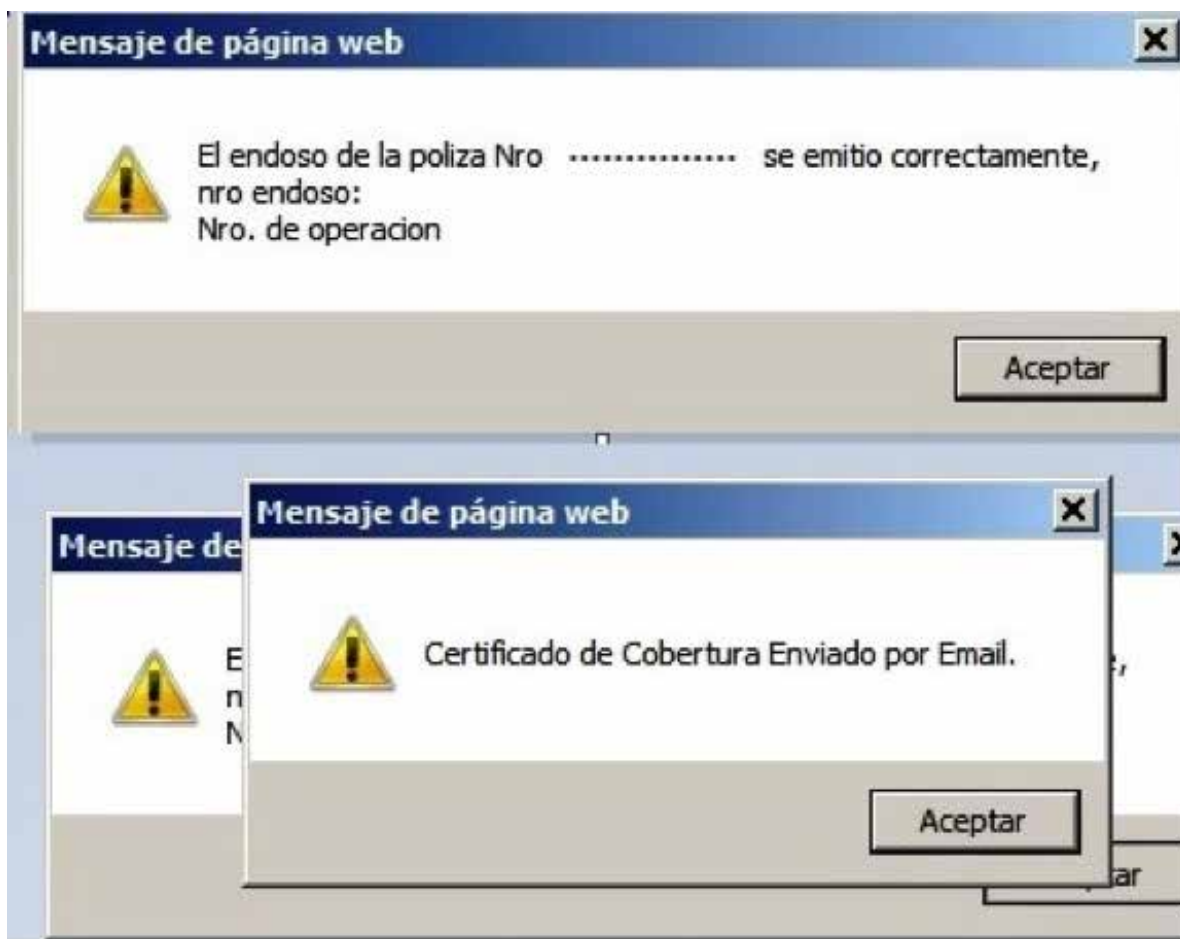 Mensaje de página web
El endoso de la poliza Nro ............... se emitio correctamente,
nro endoso:
Nro. de operacion
Aceptar
Mensaje de
Mensaje de página web
Certificado de Cobertura Enviado por Email.
Aceptar